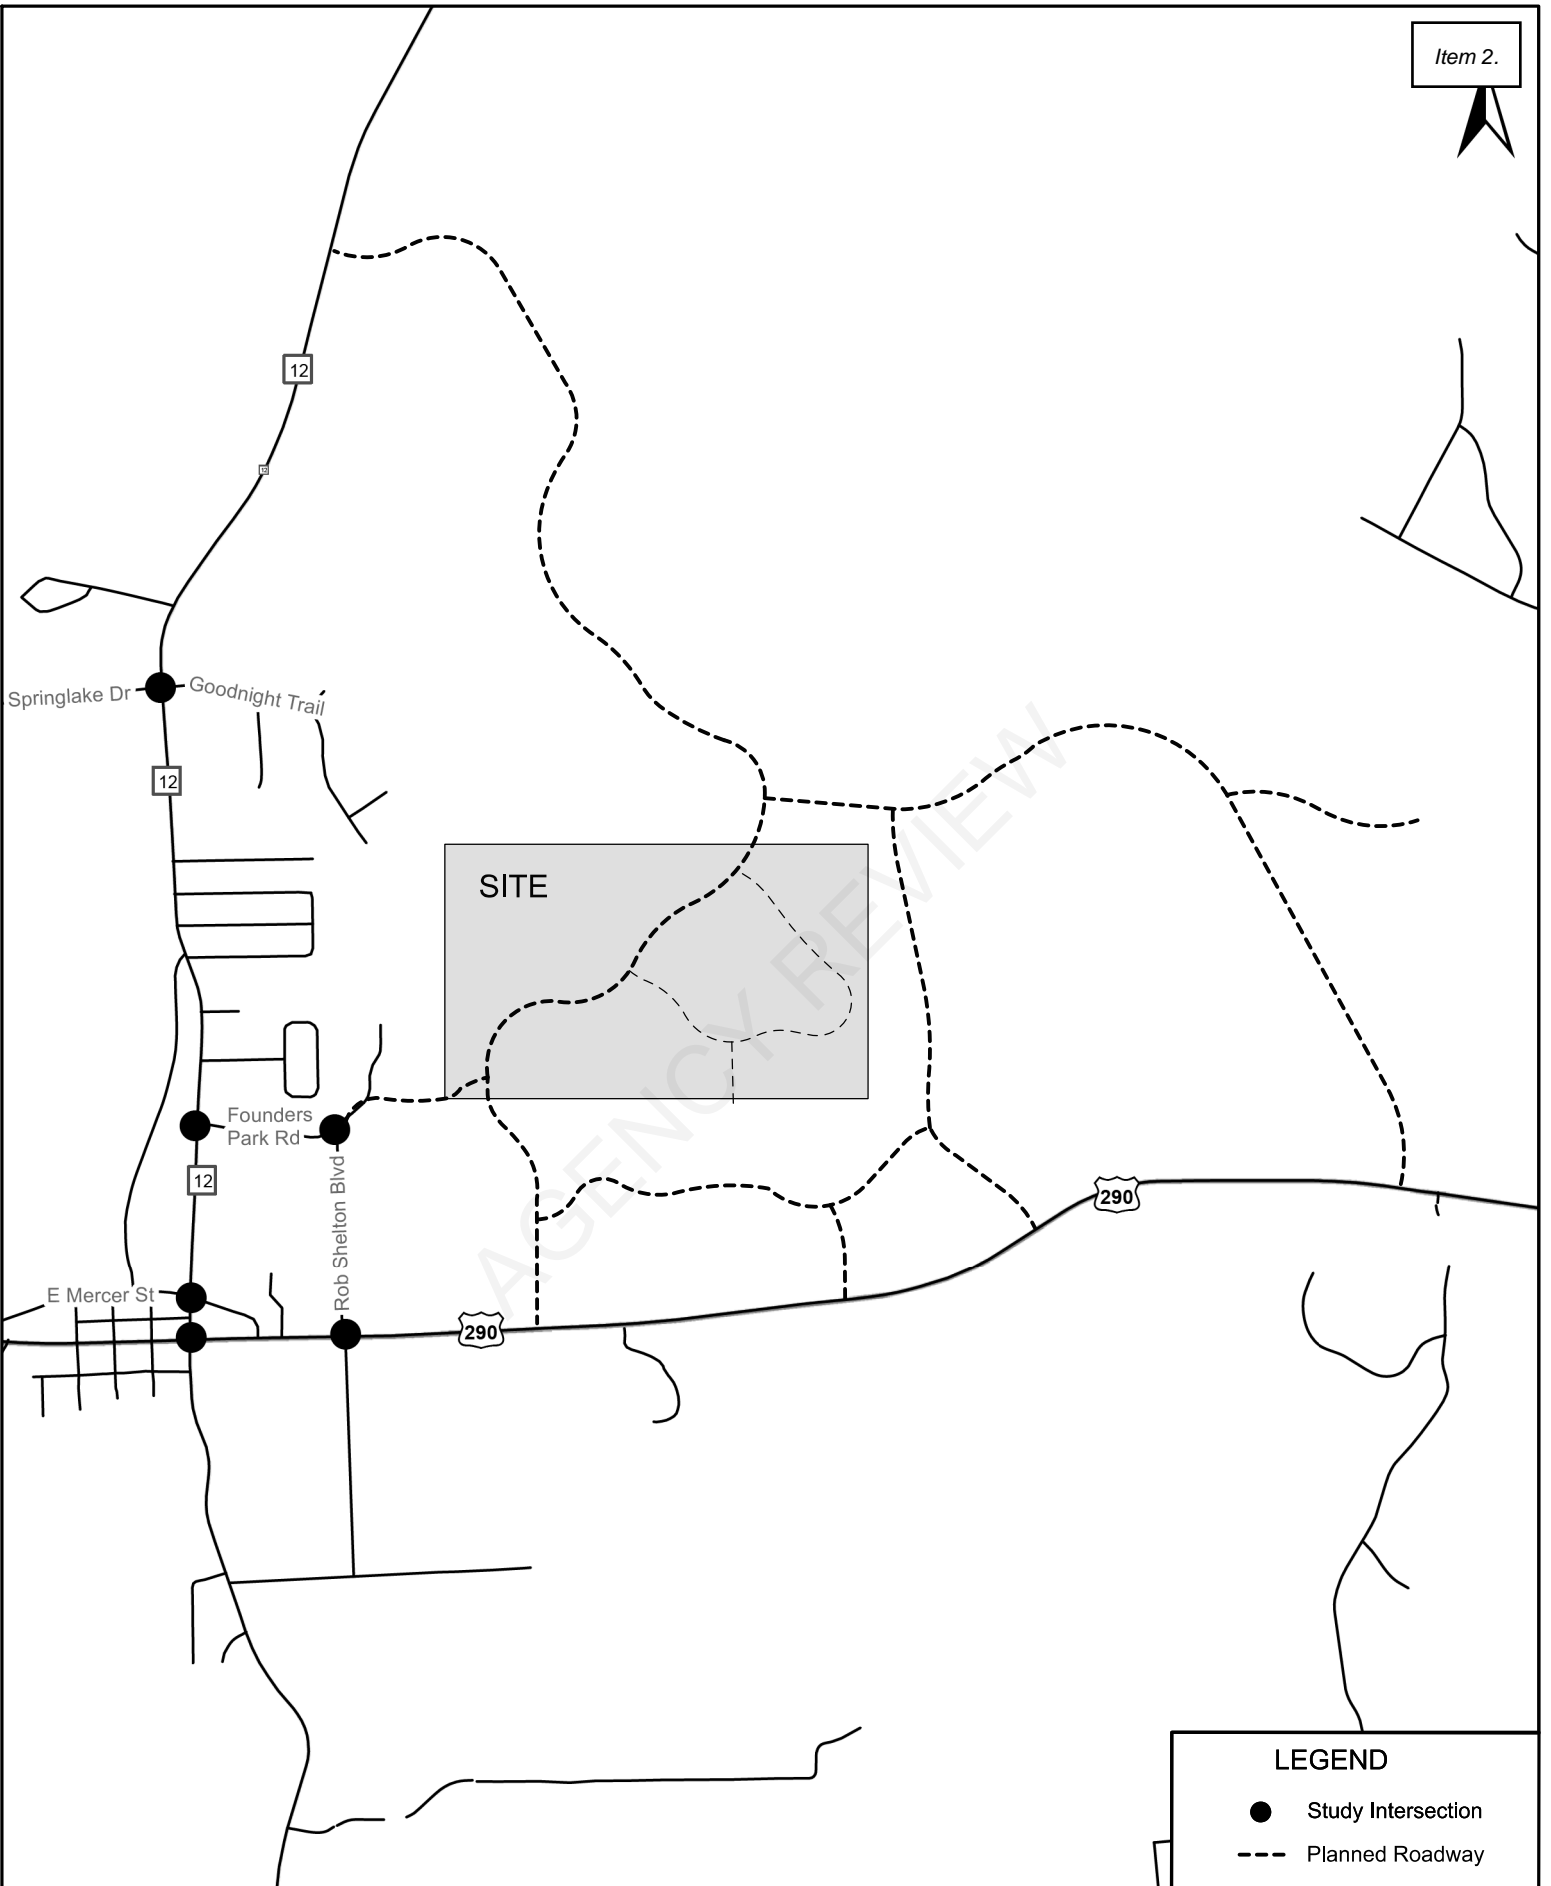 Item 2.
12
12
Springlake Dr
Goodnight Trail
12
SITE
AGENCY REVIEW
Founders
Park Rd
12
Rob Shelton Blvd
290
E Mercer St
290
LEGEND
Study Intersection
Planned Roadway